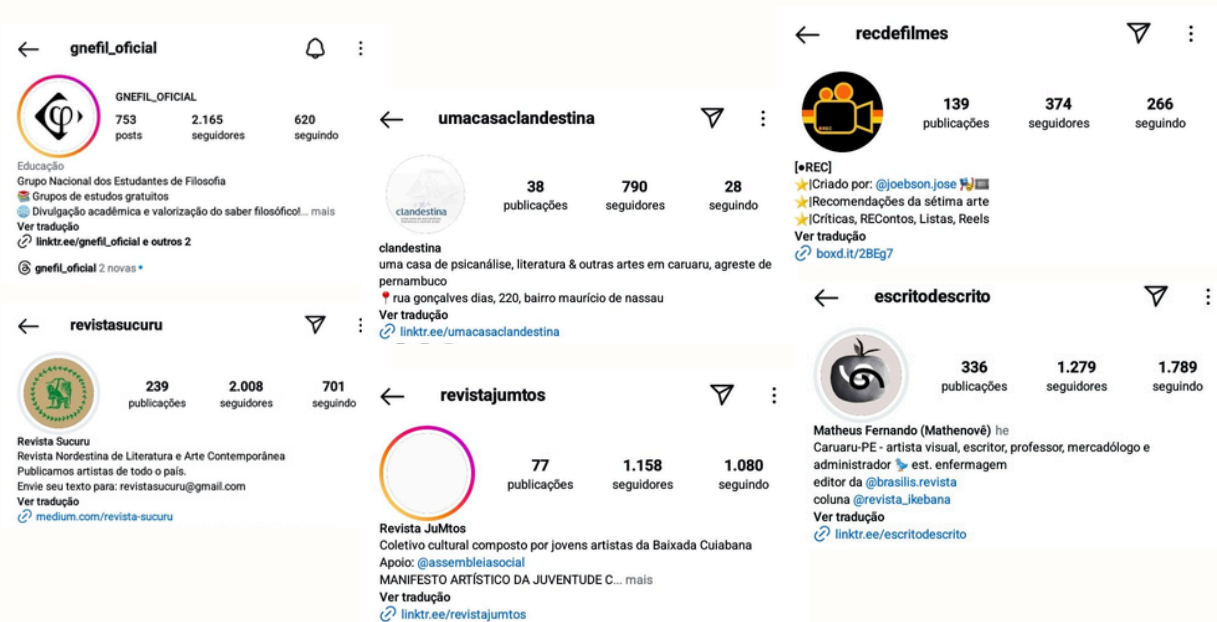 gnefil_oficial
GNEFIL_OFICIAL
753 2.165 620
posts seguidores seguindo
Educação
Grupo Nacional dos Estudantes de Filosofia
Grupos de estudos gratuitos
Divulgação acadêmica e valorização do saber filosófico!... mais
Ver tradução
linktr.ee/gnefil_oficial e outros 2
gnefil_oficial 2 novas
revistasucuru
239 2.008 701
publicações seguidores seguindo
Revista Sucuru
Revista Nordestina de Literatura e Arte Contemporânea
Publicamos artistas de todo o país.
Envie seu texto para: revistasucuru@gmail.com
Ver tradução
medium.com/revista-sucuru
umacasaclandestina
clandestina
38 790 28
publicações seguidores seguindo
clandestina
uma casa de psicanálise, literatura & outras artes em caruaru, agreste de
pernambuco
rua gonçalves dias, 220, bairro maurício de nassau
Ver tradução
linktr.ee/umacasaclandestina
revistajumtos
77 1.158 1.080
publicações seguidores seguindo
Revista JuMtos
Coletivo cultural composto por jovens artistas da Baixada Cuiabana
Apoio: @assembleiasocial
MANIFESTO ARTÍSTICO DA JUVENTUDE C... mais
Ver tradução
linktr.ee/revistajumtos
recdefilmes
139 374 266
publicações seguidores seguindo
[●REC]
|Criado por: @joebson.jose
|Recomendações da sétima arte
|Críticas, REContos, Listas, Reels
Ver tradução
boxd.it/2BEg7
escritodescrito
336 1.279 1.789
publicações seguidores seguindo
Matheus Fernando (Mathenovê) he
Caruaru-PE - artista visual, escritor, professor, mercadólogo e
administrador est. enfermagem
editor da @brasilis.revista
coluna @revista_ikebana
Ver tradução
linktr.ee/escritodescrito